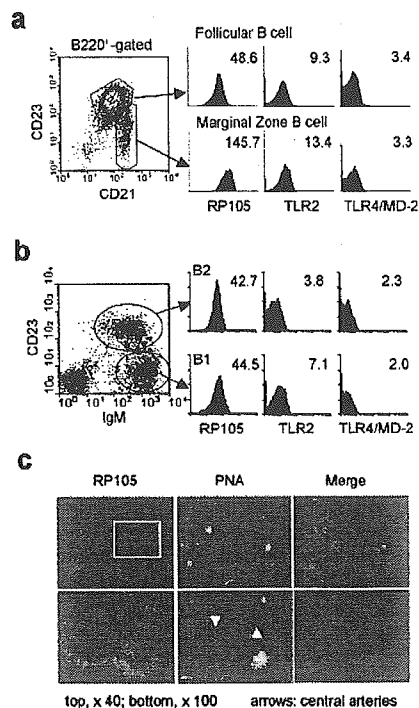 a
B220+-gated
Follicular B cell
48.6 9.3 3.4
CD23
CD21
Marginal Zone B cell
145.7 13.4 3.3
RP105 TLR2 TLR4/MD-2
b
B2
42.7 3.8 2.3
CD23
IgM
B1
44.5 7.1 2.0
RP105 TLR2 TLR4/MD-2
c
RP105 PNA Merge
top, x 40; bottom, x 100 arrows: central arteries